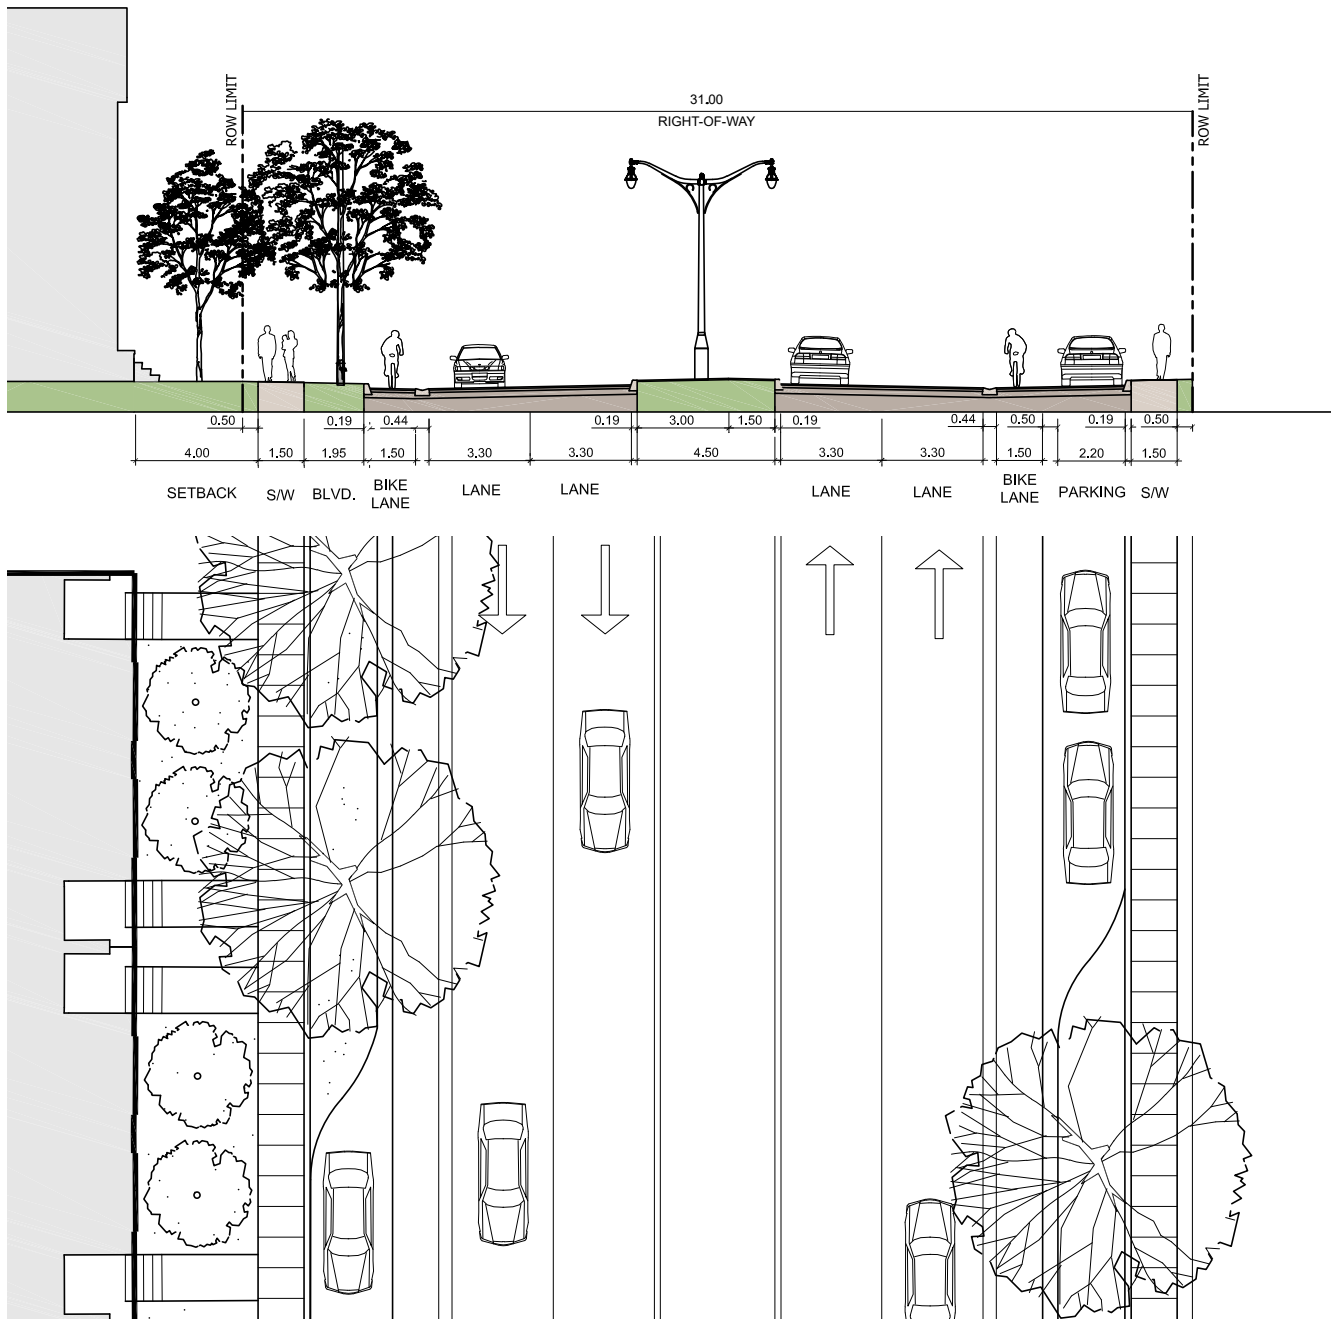 ROW LIMIT
31.00
RIGHT-OF-WAY
ROW LIMIT
0.50 0.19 0.44 0.19 3.00 1.50 0.19 0.44 0.50 0.19 0.50
4.00 1.50 1.95 1.50 3.30 3.30 4.50 3.30 3.30 1.50 2.20 1.50
SETBACK S/W BLVD. BIKE LANE LANE LANE LANE LANE BIKE LANE PARKING S/W